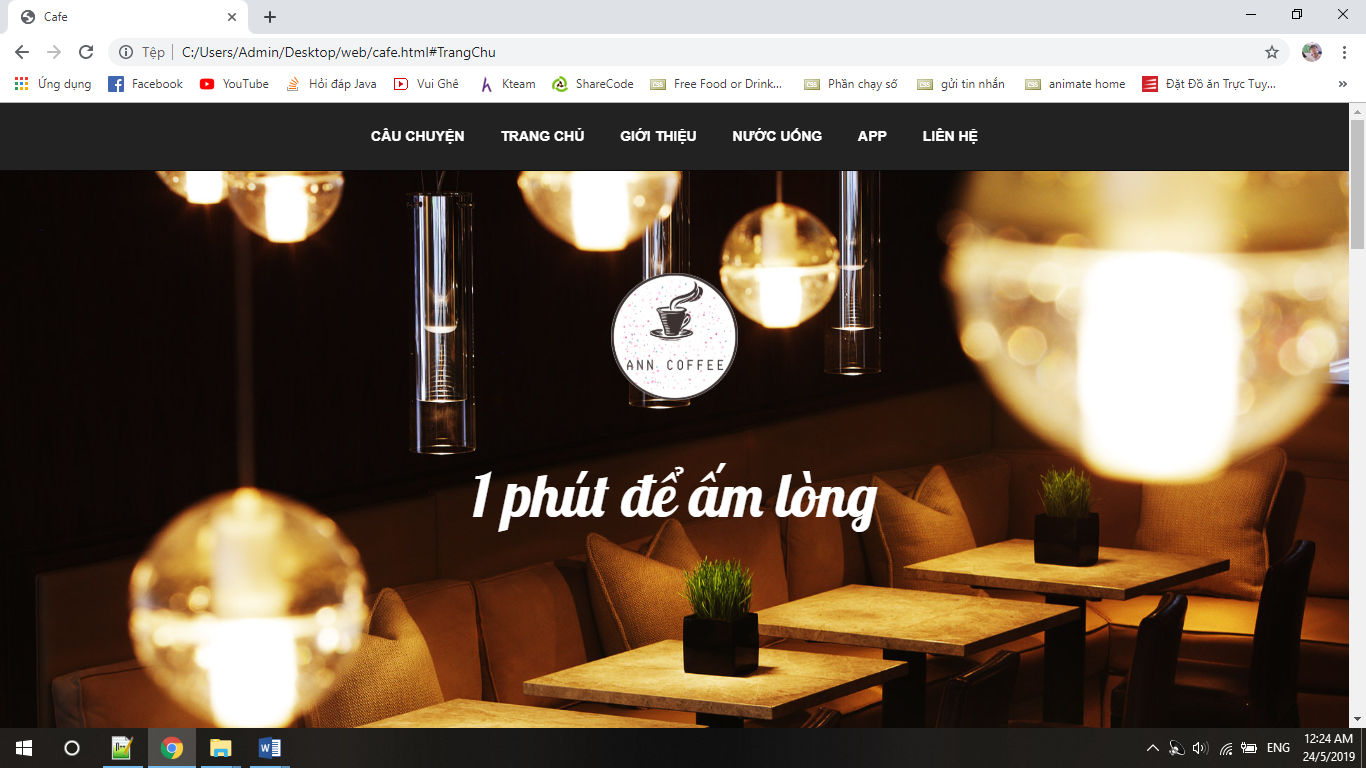 Cafe
Tệp
C:/Users/Admin/Desktop/web/cafe.html#TrangChu
Ứng dụng Facebook YouTube Hỏi đáp Java Vui Ghê Kteam ShareCode Free Food or Drink... Phần chạy số gửi tin nhắn animate home Đặt Đồ ăn Trực Tuy... »
CÂU CHUYỆN TRANG CHỦ GIỚI THIỆU NƯỚC UỐNG APP LIÊN HỆ
ANN COFFEE
1 phút để ấm lòng
ENG
12:24 AM
24/5/2019